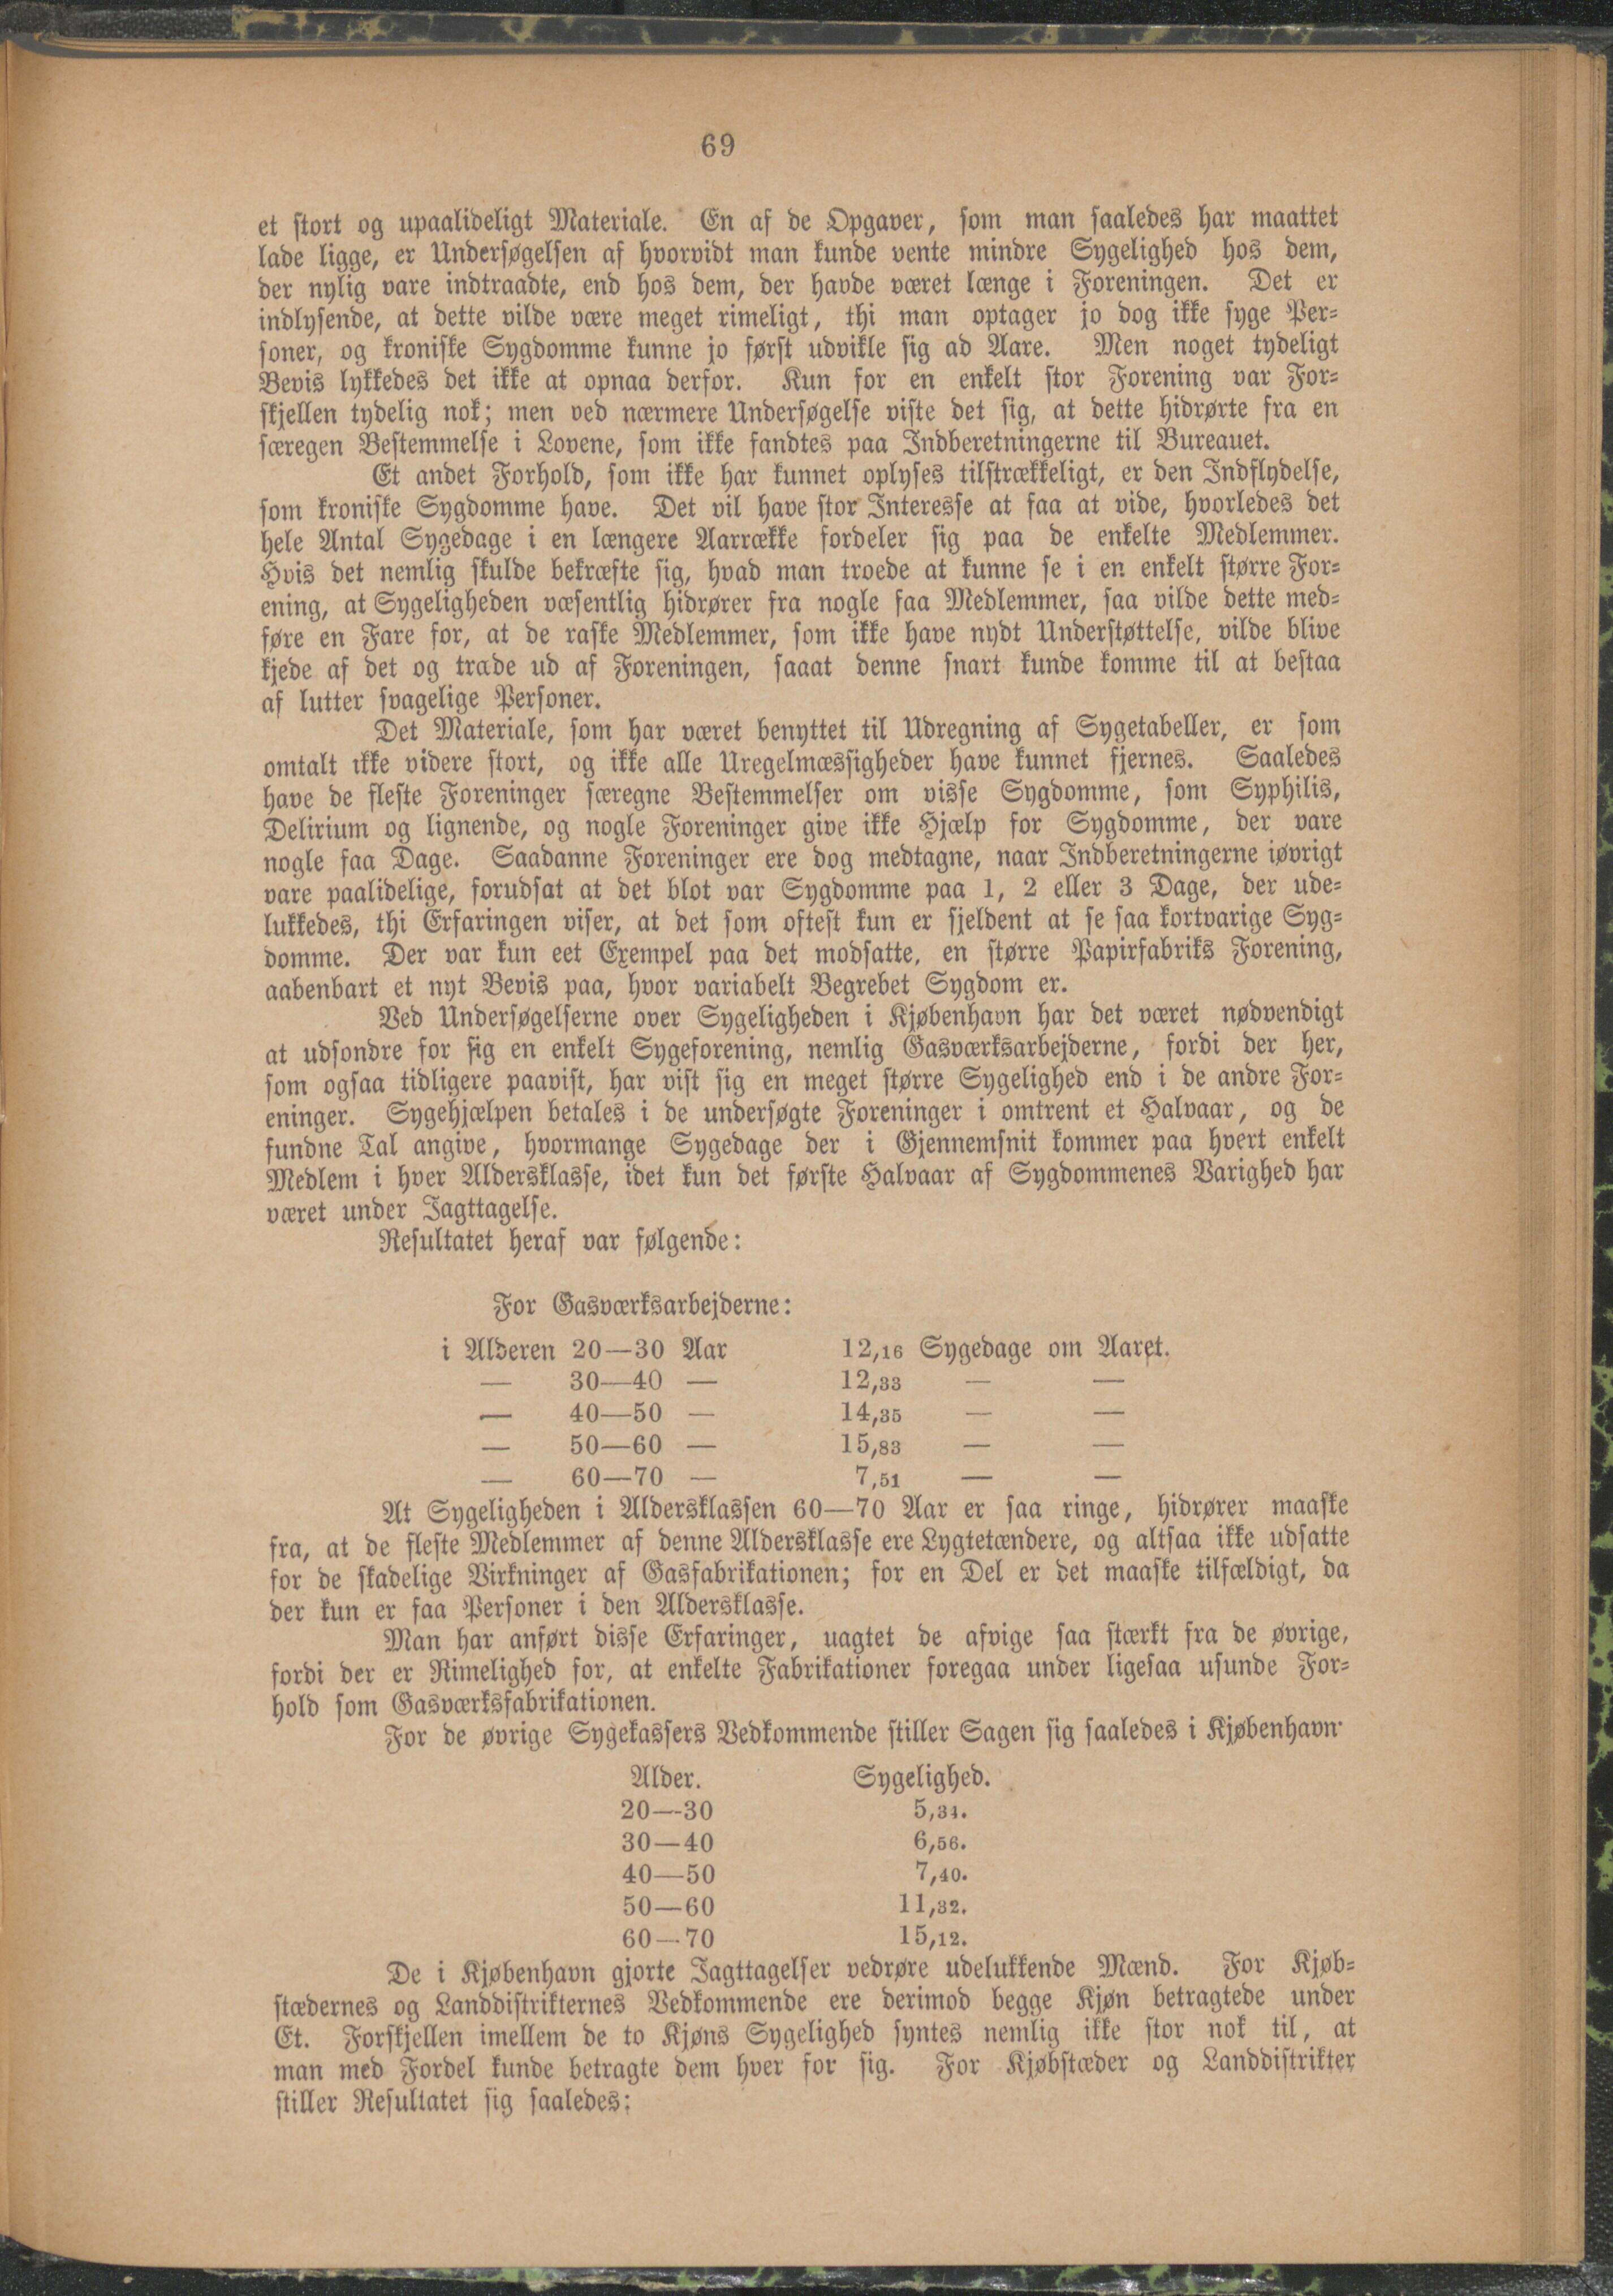 69
et stort og upaalideligt Materiale. En af de Opgaver, som man saaledes har maattet
lade ligge, er Undersøgelsen af hvorvidt man kunde vente mindre Sygelighed hos dem,
der nylig vare indtraadte, end hos dem, der havde været længe i Foreningen. Det er
indlysende, at dette vilde være meget rimeligt, thi man optager jo dog ikke syge Per-
soner, og kroniske Sygdomme kunne jo først udvikle sig ad Aare. Men noget tydeligt
Bevis lykkedes det ikke at opnaa derfor. Kun for en enkelt stor Forening var For-
skjellen tydelig nok; men ved nærmere Undersøgelse viste det sig, at dette hidrørte fra en
særegen Bestemmelse i Lovene, som ikke fandtes paa Indberetningerne til Bureauet.
Et andet Forhold, som ikke har kunnet oplyses tilstrækkeligt, er den Indflydelse,
som kroniske Sygdomme have. Det vil have stor Interesse at faa at vide, hvorledes det
hele Antal Sygedage i en længere Aarrække fordeler sig paa de enkelte Medlemmer.
Hvis det nemlig skulde bekræfte sig, hvad man troede at kunne se i en enkelt større For-
ening, at Sygeligheden væsentlig hidrører fra nogle faa Medlemmer, saa vilde dette med-
føre en Fare for, at de raske Medlemmer, som ikke have nydt Understøttelse, vilde blive
kjede af det og træde ud af Foreningen, saaat denne snart kunde komme til at bestaa
af lutter svagelige Personer.
Det Materiale, som har været benyttet til Udregning af Sygetabeller, er som
omtalt ikke videre stort, og ikke alle Uregelmæssigheder have kunnet fjernes. Saaledes
have de fleste Foreninger særegne Bestemmelser om visse Sygdomme, som Syphilis,
Delirium og lignende, og nogle Foreninger give ikke Hjælp for Sygdomme, der vare
nogle faa Dage. Saadanne Foreninger ere dog medtagne, naar Indberetningerne iøvrigt
vare paalidelige, forudsat at det blot var Sygdomme paa 1, 2 eller 3 Dage, der ude-
lukkedes, thi Erfaringen viser, at det som oftest kun er sjeldent at se saa kortvarige Syg-
domme. Der var kun eet Exempel paa det modsatte, en større Papirfabriks Forening,
aabenbart et nyt Bevis paa, hvor variabelt Begrebet Sygdom er.
Ved Undersøgelserne over Sygeligheden i Kjøbenhavn har det været nødvendigt
at udsondre for sig en enkelt Sygeforening, nemlig Gasværksarbejderne, fordi der her,
som ogsaa tidligere paavist, har vist sig en meget større Sygelighed end i de andre For-
eninger. Sygehjælpen betales i de undersøgte Foreninger i omtrent et Halvaar, og de
fundne Tal angive, hvormange Sygedage der i Gjennemsnit kommer paa hvert enkelt
Medlem i hver Aldersklasse, idet kun det første Halvaar af Sygdommenes Varighed har
været under Jagttagelse.
Resultatet heraf var følgende:
For Gasværksarbejderne:
i Alderen 20—30 Aar 12,16 Sygedage om Aaret.
— 30—40 — 12,33 — —
— 40—50 — 14,35 — —
— 50—60 — 15,83 — —
— 60—70 — 7,51 — —
At Sygeligheden i Aldersklassen 60—70 Aar er saa ringe, hidrører maaske
fra, at de fleste Medlemmer af denne Aldersklasse ere Lygtetændere, og altsaa ikke udsatte
for de skadelige Virkninger af Gasfabrikationen; for en Del er det maaske tilfældigt, da
der kun er faa Personer i den Aldersklasse.
Man har anført disse Erfaringer, uagtet de afvige saa stærkt fra de øvrige,
fordi der er Rimelighed for, at enkelte Fabrikationer foregaa under ligesaa usunde For-
hold som Gasværksfabrikationen.
For de øvrige Sygekassers Vedkommende stiller Sagen sig saaledes i Kjøbenhavn
Alder. Sygelighed.
20—30 5,34.
30—40 6,56.
40—50 7,40.
50—60 11,32.
60—70 15,12.
De i Kjøbenhavn gjorte Jagttagelser vedrøre udelukkende Mænd. For Kjøb-
stædernes og Landdistrikternes Vedkommende ere derimod begge Kjøn betragtede under
Et. Forskjellen imellem de to Kjøns Sygelighed syntes nemlig ikke stor nok til, at
man med Fordel kunde betragte dem hver for sig. For Kjøbstæder og Landdistrikter
stiller Resultatet sig saaledes: